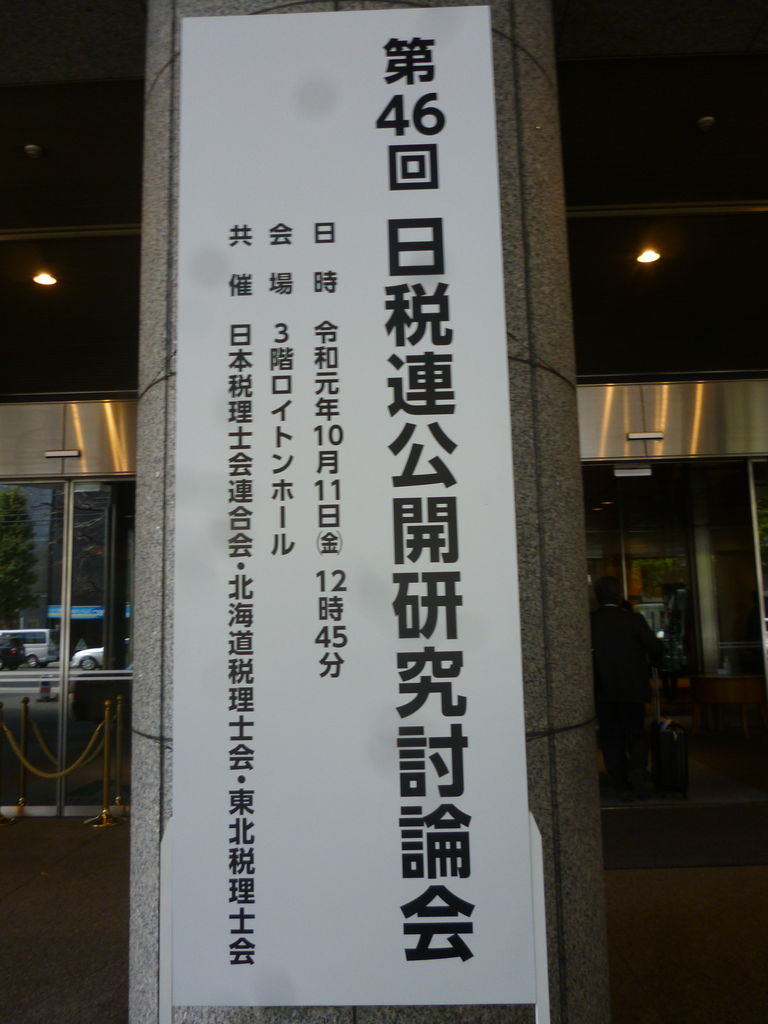 第46回 日税連公開研究討論会
日 時 令和元年10月11日㈮ 12時45分
会 場 3階ロイトンホール
共 催 日本税理士会連合会・北海道税理士会・東北税理士会